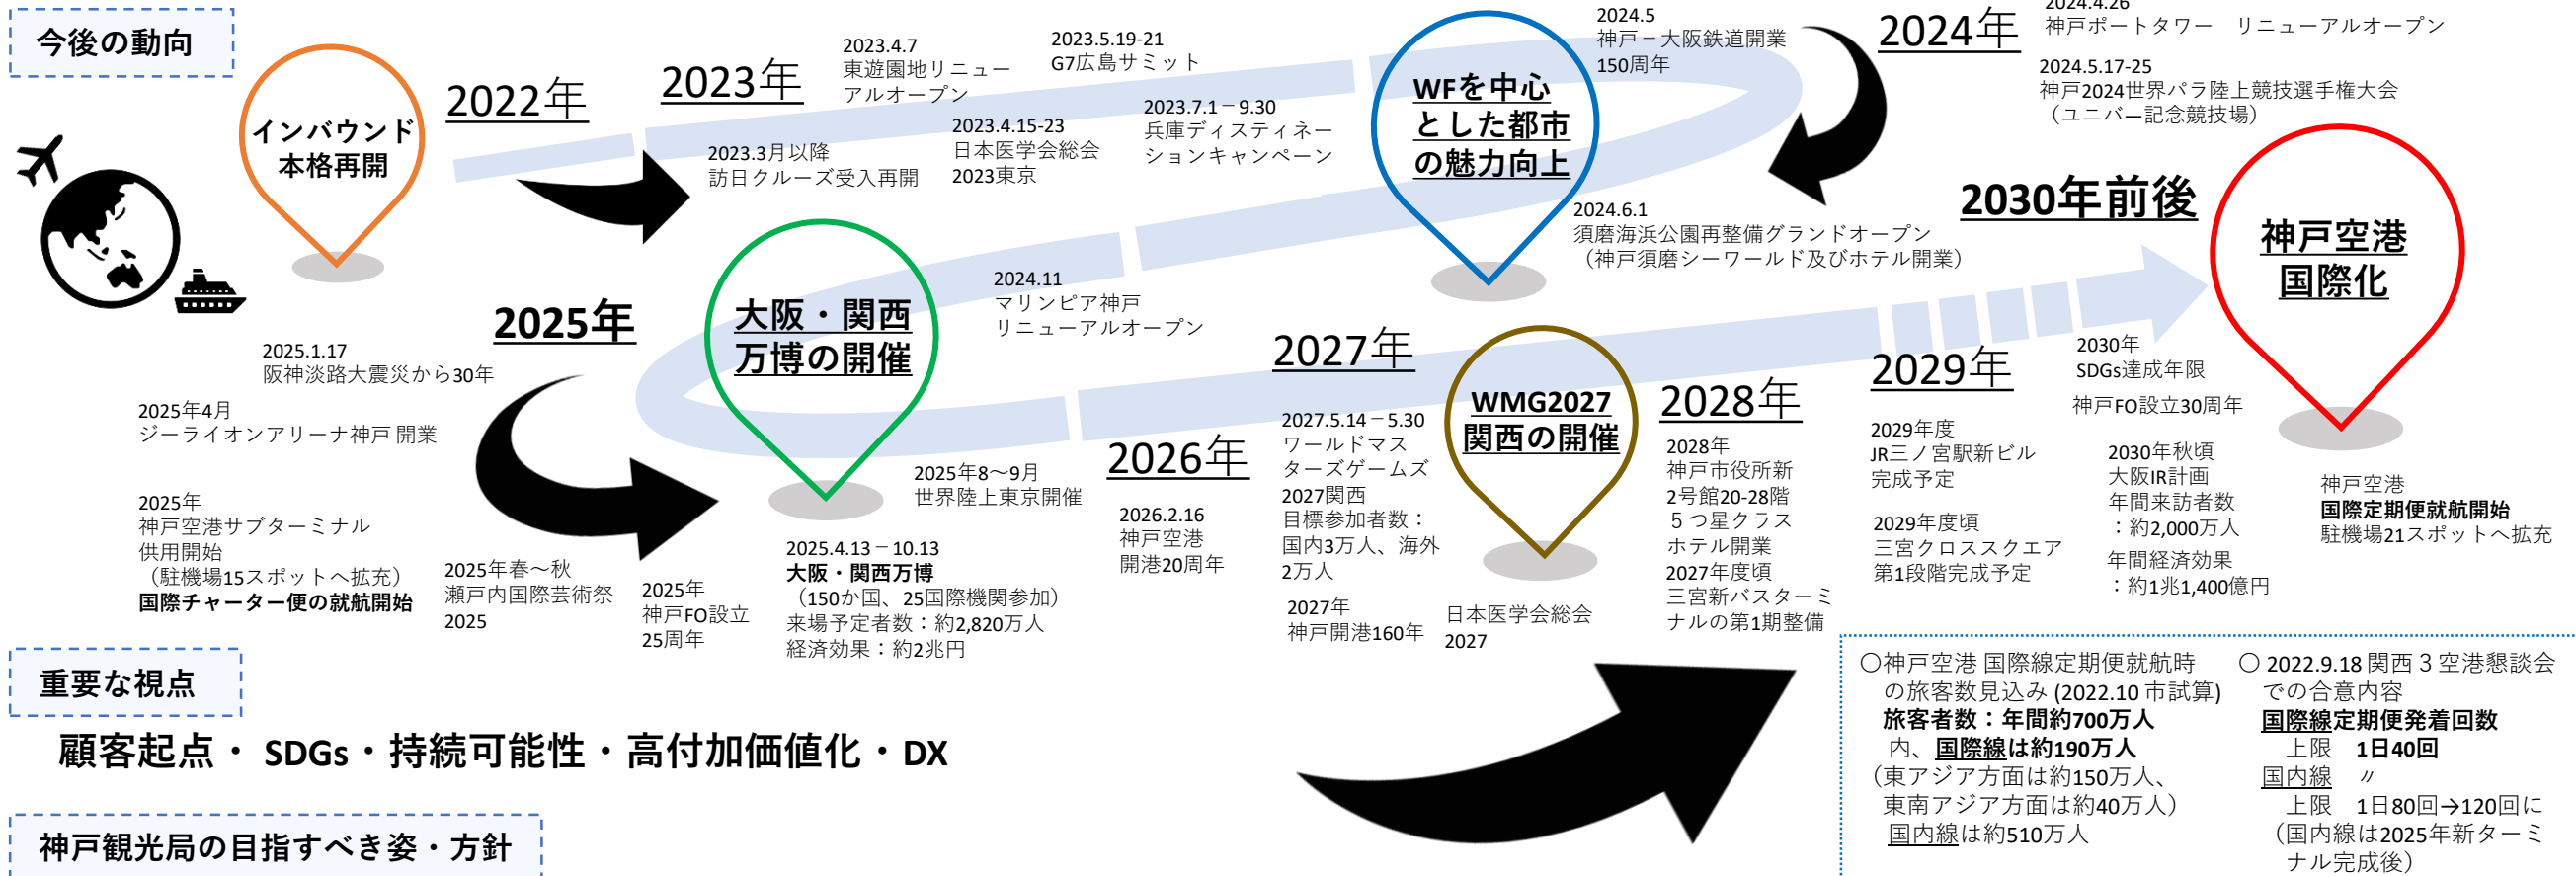 今後の動向
インバウンド
本格再開
2022年
2023年
2023.4.7
東遊園地リニュー
アルオープン
2023.5.19-21
G7広島サミット
2023.3月以降
訪日クルーズ受入再開
2023.4.15-23
日本医学会総会
2023東京
2023.7.1－9.30
兵庫ディスティネー
ションキャンペーン
WFを中心
とした都市
の魅力向上
2024.5
神戸－大阪鉄道開業
150周年
2024年
2024.4.26
神戸ポートタワー　リニューアルオープン
2024.5.17-25
神戸2024世界パラ陸上競技選手権大会
（ユニバー記念競技場）
2024.6.1
須磨海浜公園再整備グランドオープン
（神戸須磨シーワールド及びホテル開業）
2024.11
マリンピア神戸
リニューアルオープン
2025年
大阪・関西
万博の開催
2025.1.17
阪神淡路大震災から30年
2025年4月
ジーライオンアリーナ神戸 開業
2025年
神戸空港サブターミナル
供用開始
（駐機場15スポットへ拡充）
国際チャーター便の就航開始
2025年春～秋
瀬戸内国際芸術祭
2025
2025年
神戸FO設立
25周年
2025.4.13－10.13
大阪・関西万博
（150か国、25国際機関参加）
来場予定者数：約2,820万人
経済効果：約2兆円
2025年8～9月
世界陸上東京開催
2026年
2026.2.16
神戸空港
開港20周年
2027年
2027.5.14－5.30
ワールドマス
ターズゲームズ
2027関西
目標参加者数：
国内3万人、海外
2万人
2027年
神戸開港160年
WMG2027
関西の開催
日本医学会総会
2027
2028年
2028年
神戸市役所新
2号館20-28階
５つ星クラス
ホテル開業
2027年度頃
三宮新バスターミ
ナルの第1期整備
2029年
2029年度
JR三ノ宮駅新ビル
完成予定
2029年度頃
三宮クロススクエア
第1段階完成予定
2030年前後
2030年
SDGs達成年限
神戸FO設立30周年
2030年秋頃
大阪IR計画
年間来訪者数
：約2,000万人
年間経済効果
：約1兆1,400億円
神戸空港
国際化
神戸空港
国際定期便就航開始
駐機場21スポットへ拡充
重要な視点
顧客起点・ SDGs・持続可能性・高付加価値化・DX
〇神戸空港 国際線定期便就航時
の旅客数見込み (2022.10 市試算)
旅客者数：年間約700万人
内、国際線は約190万人
（東アジア方面は約150万人、
東南アジア方面は約40万人）
国内線は約510万人
〇 2022.9.18 関西３空港懇談会
での合意内容
国際線定期便発着回数
上限　1日40回
国内線　〃
上限　1日80回→120回に
（国内線は2025年新ターミ
ナル完成後）
神戸観光局の目指すべき姿・方針